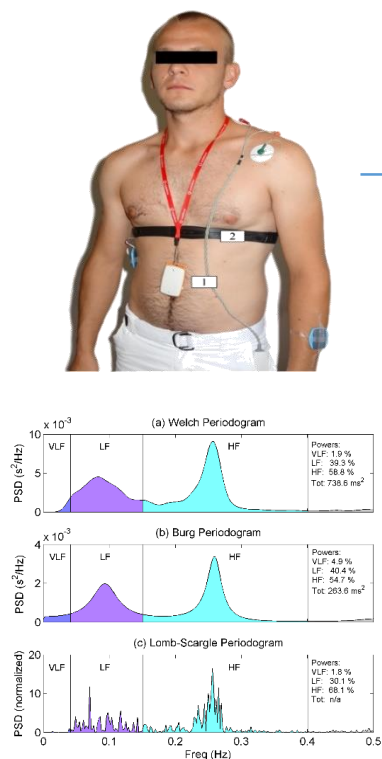 2
1
(a) Welch Periodogram
x 10⁻³
VLF LF HF
Powers:
VLF: 1.9 %
LF: 39.3 %
HF: 58.8 %
Tot: 738.6 ms²
PSD (s²/Hz)
10
5
0
(b) Burg Periodogram
x 10⁻³
VLF LF HF
Powers:
VLF: 4.9 %
LF: 40.4 %
HF: 54.7 %
Tot: 263.6 ms²
PSD (s²/Hz)
4
2
0
(c) Lomb-Scargle Periodogram
VLF LF HF
Powers:
VLF: 1.8 %
LF: 30.1 %
HF: 68.1 %
Tot: n/a
PSD (normalized)
20
10
0
0 0.1 0.2 0.3 0.4 0.5
Freq (Hz)